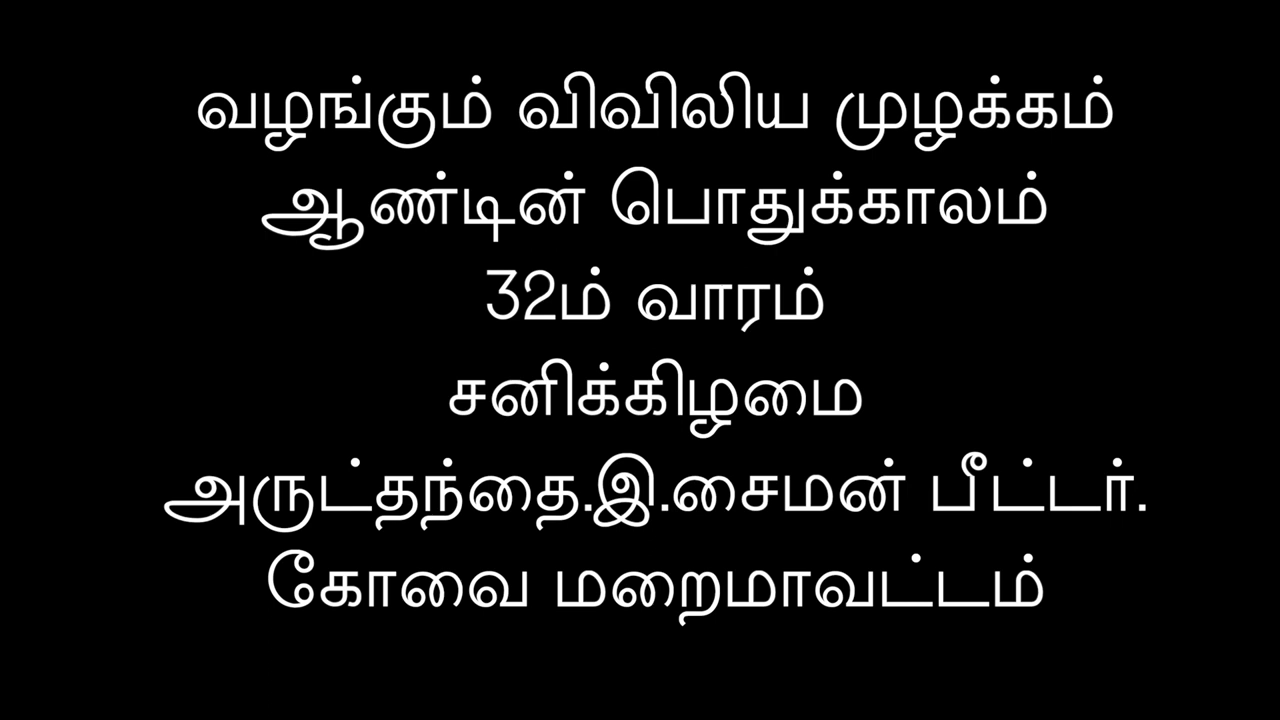 வழங்கும் விவிலிய முழக்கம்
ஆண்டின் பொதுக்காலம்
32ம் வாரம்
சனிக்கிழமை
அருட்தந்தை.இ.சைமன் பீட்டர்.
கோவை மறைமாவட்டம்